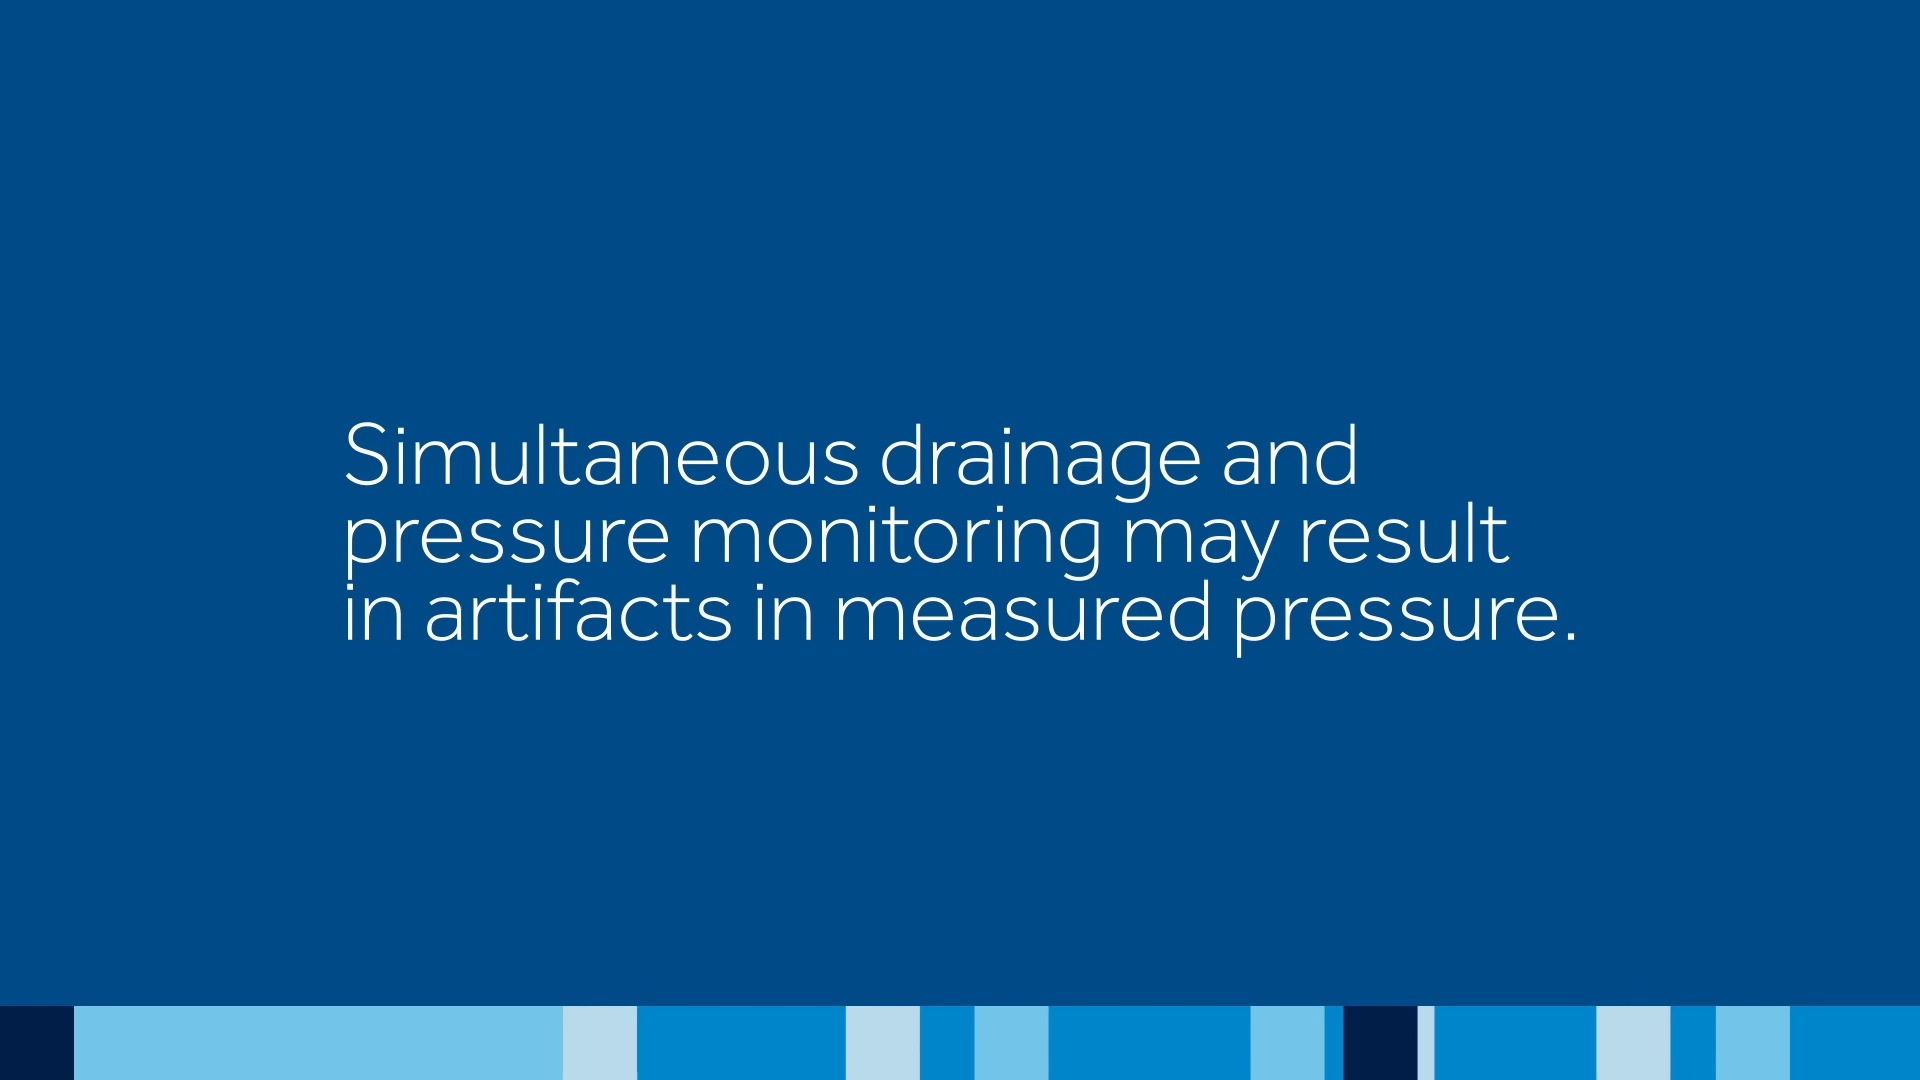 Simultaneous drainage and
pressure monitoring may result
in artifacts in measured pressure.